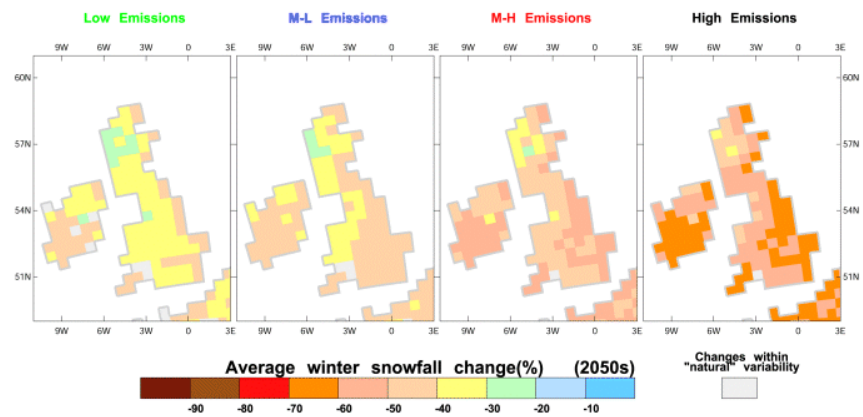 Low Emissions M-L Emissions M-H Emissions High Emissions
9W 6W 3W 0 3E 9W 6W 3W 0 3E 9W 6W 3W 0 3E 9W 6W 3W 0 3E
60N 60N
57N 57N
54N 54N
51N 51N
9W 6W 3W 0 3E 9W 6W 3W 0 3E 9W 6W 3W 0 3E 9W 6W 3W 0 3E
Average winter snowfall change(%) (2050s)
-90 -80 -70 -60 -50 -40 -30 -20 -10
Changes within
"natural" variability